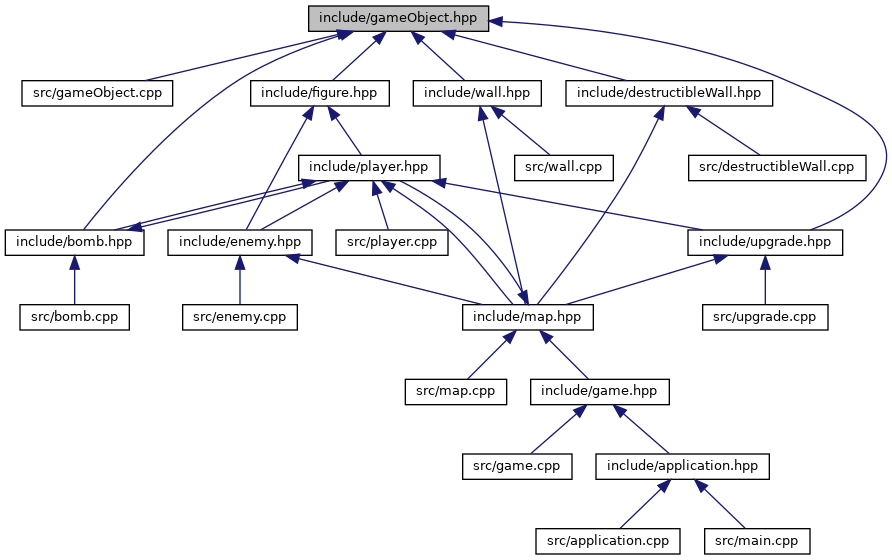 include/gameObject.hpp
src/gameObject.cpp
include/figure.hpp
include/wall.hpp
include/destructibleWall.hpp
include/player.hpp
src/wall.cpp
src/destructibleWall.cpp
include/bomb.hpp
include/enemy.hpp
src/player.cpp
include/upgrade.hpp
src/bomb.cpp
src/enemy.cpp
include/map.hpp
src/upgrade.cpp
src/map.cpp
include/game.hpp
src/game.cpp
include/application.hpp
src/application.cpp
src/main.cpp